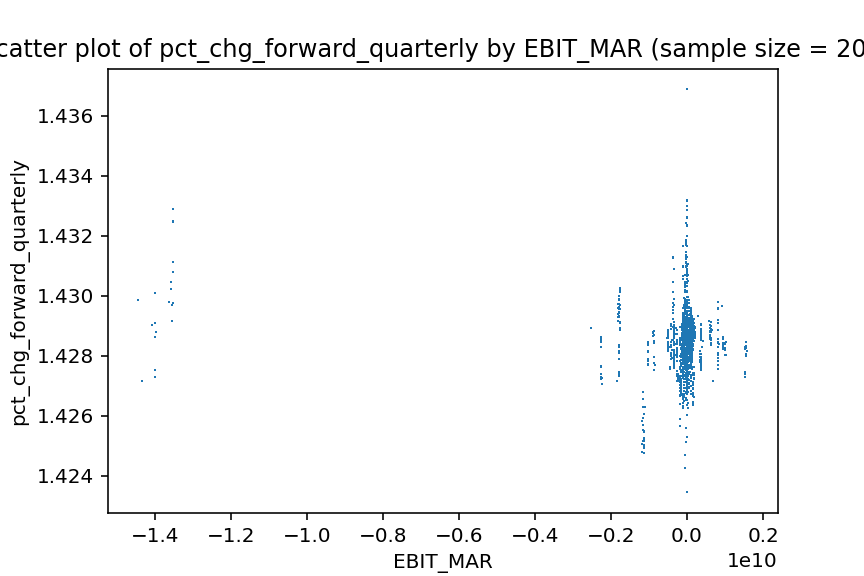 catter plot of pct_chg_forward_quarterly by EBIT_MAR (sample size = 20
pct_chg_forward_quarterly
1.436
1.434
1.432
1.430
1.428
1.426
1.424
−1.4 −1.2 −1.0 −0.8 −0.6 −0.4 −0.2 0.0 0.2
EBIT_MAR
1e10